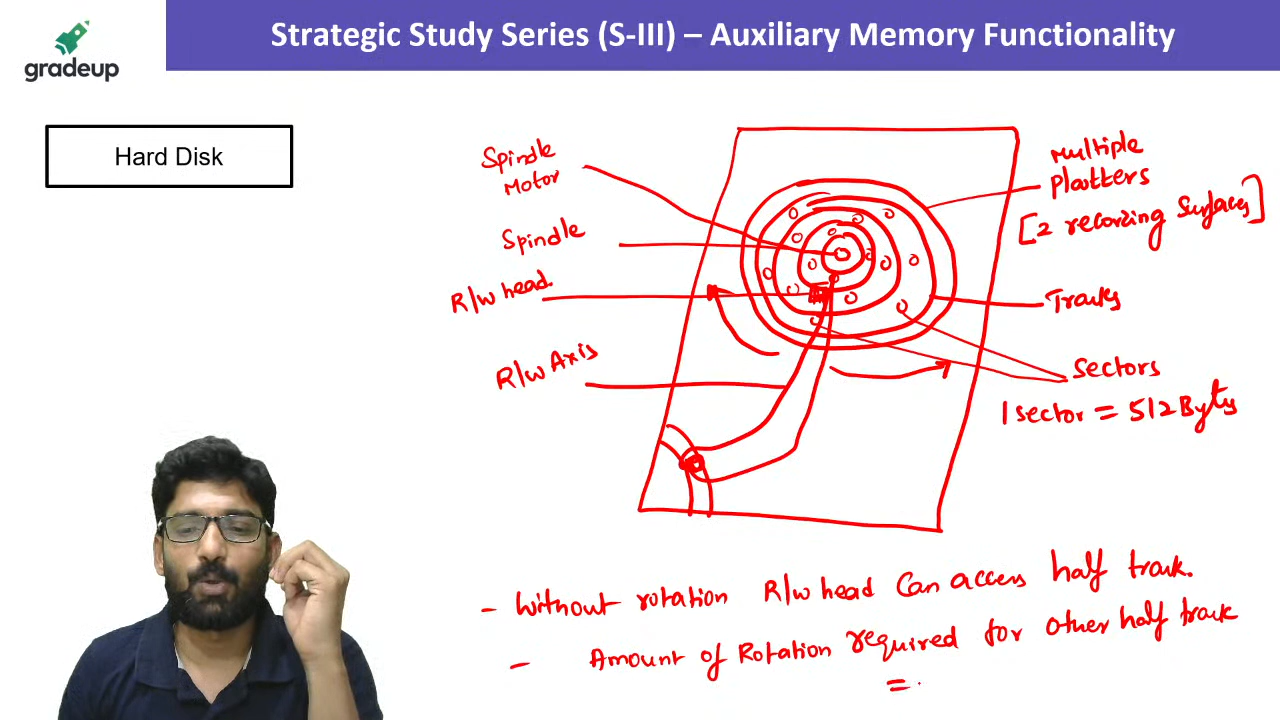 Strategic Study Series (S-III) – Auxiliary Memory Functionality
gradeup
Hard Disk
Spindle
Motor
Spindle
R/w head
R/w Axis
Multiple
Platters
[2 recording Surfaces]
Tracks
Sectors
1 sector = 512 Bytes
- Without rotation R/w head Can access half track.
- Amount of Rotation required for other half track
=